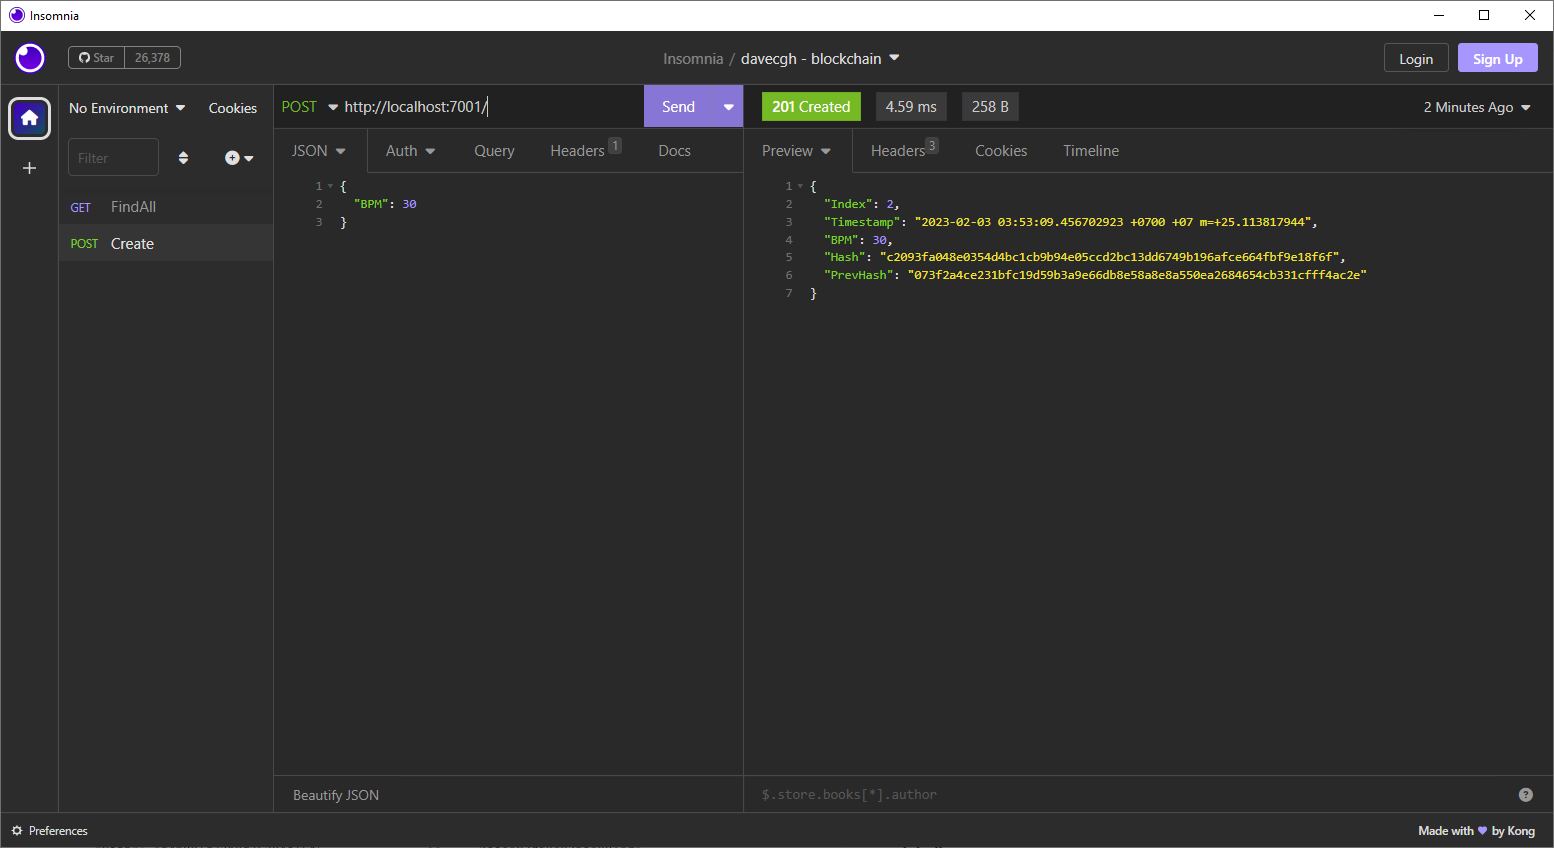 Insomnia
Star 26,378
Insomnia / davecgh - blockchain
Login Sign Up
No Environment Cookies
Filter
GET FindAll
POST Create
POST http://localhost:7001/ Send
JSON Auth Query Headers 1 Docs
1 {
2 "BPM": 30
3 }
Beautify JSON
201 Created 4.59 ms 258 B 2 Minutes Ago
Preview Headers 3 Cookies Timeline
1 {
2 "Index": 2,
3 "Timestamp": "2023-02-03 03:53:09.456702923 +0700 +07 m=+25.113817944",
4 "BPM": 30,
5 "Hash": "c2093fa048e0354d4bc1cb9b94e05ccd2bc13dd6749b196afce664fbf9e18f6f",
6 "PrevHash": "073f2a4ce231bfc19d59b3a9e66db8e58a8e8a550ea2684654cb331cfff4ac2e"
7 }
$.store.books[*].author
Preferences
Made with 💜 by Kong